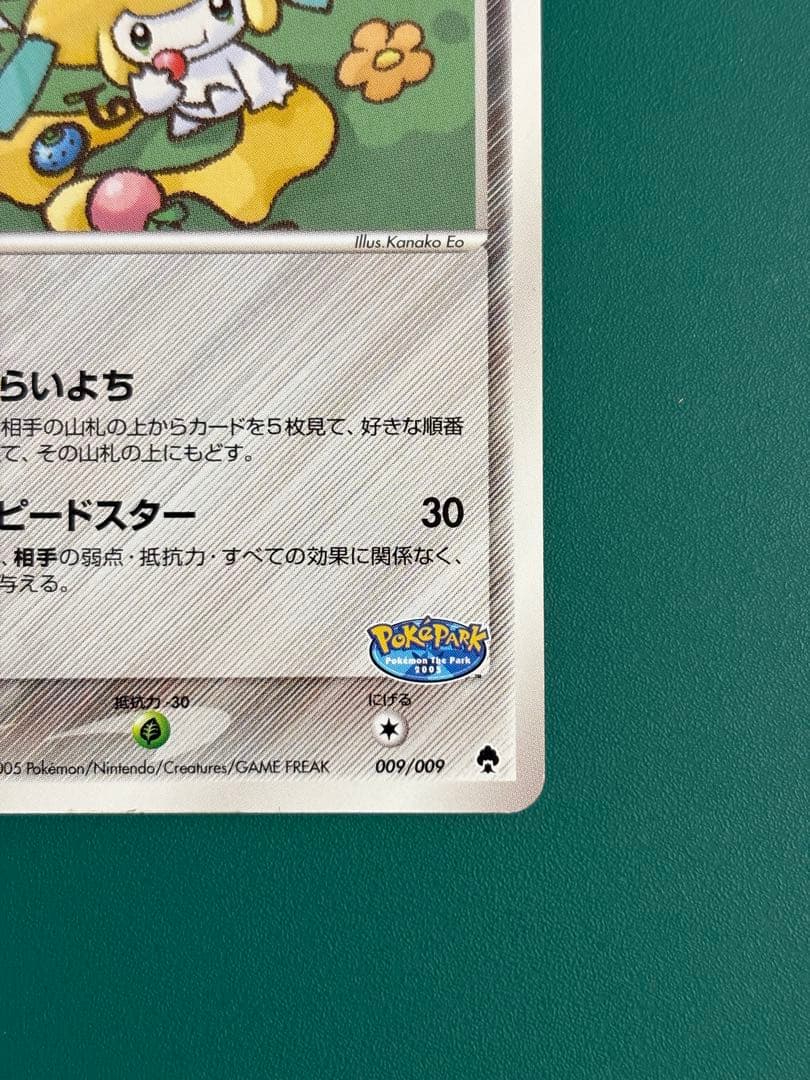 Illus.Kanako Eo
らいよち
相手の山札の上からカードを5枚見て、好きな順番
て、その山札の上にもどす。
ピードスター 30
、相手の弱点・抵抗力・すべての効果に関係なく、
与える。
PokéPARK
Pokémon The Park
2005
™
抵抗力 -30 にげる
05 Pokémon/Nintendo/Creatures/GAME FREAK 009/009